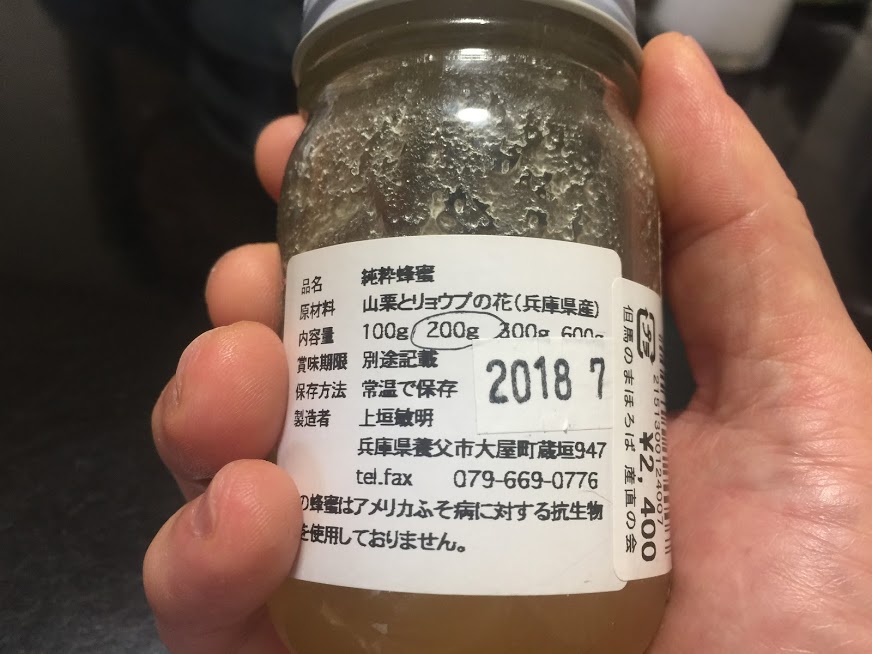 品名 純粋蜂蜜
原材料 山栗とリョウブの花(兵庫県産)
内容量 100g 200g 300g 600g
賞味期限 別途記載
2018 7
保存方法 常温で保存
製造者 上垣敏明
兵庫県養父市大屋町蔵垣947
tel.fax 079-669-0776
の蜂蜜はアメリカふそ病に対する抗生物
を使用しておりません。
プラ
但馬のまほろば 産直の会
¥2,400
2151300124007